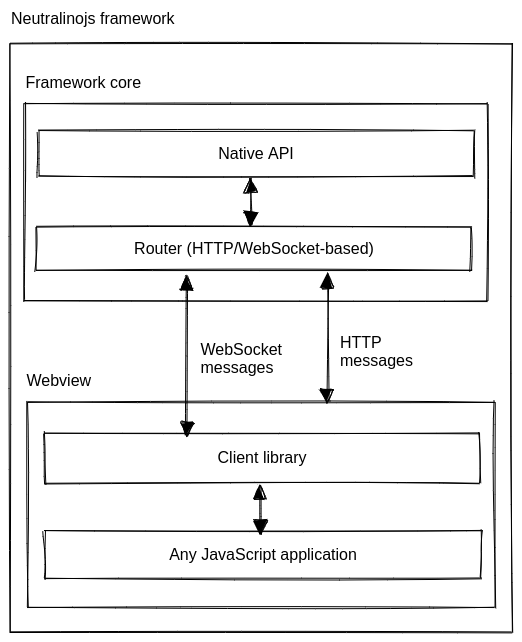 Neutralinojs framework
Framework core
Native API
Router (HTTP/WebSocket-based)
WebSocket
messages
HTTP
messages
Webview
Client library
Any JavaScript application